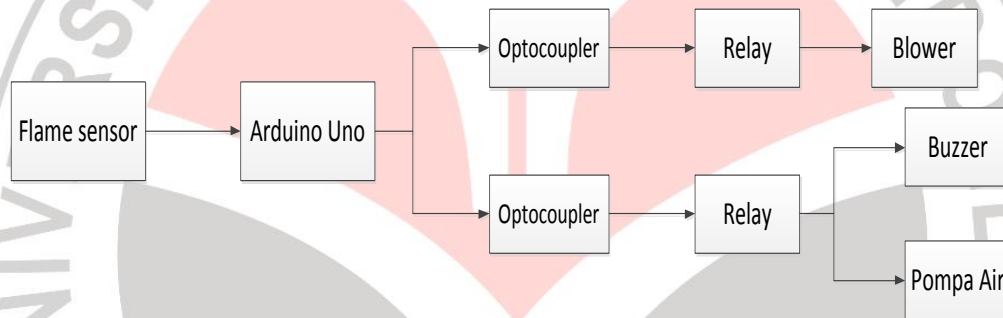 Optocoupler
Relay
Blower
Flame sensor
Arduino Uno
Buzzer
Optocoupler
Relay
Pompa Air